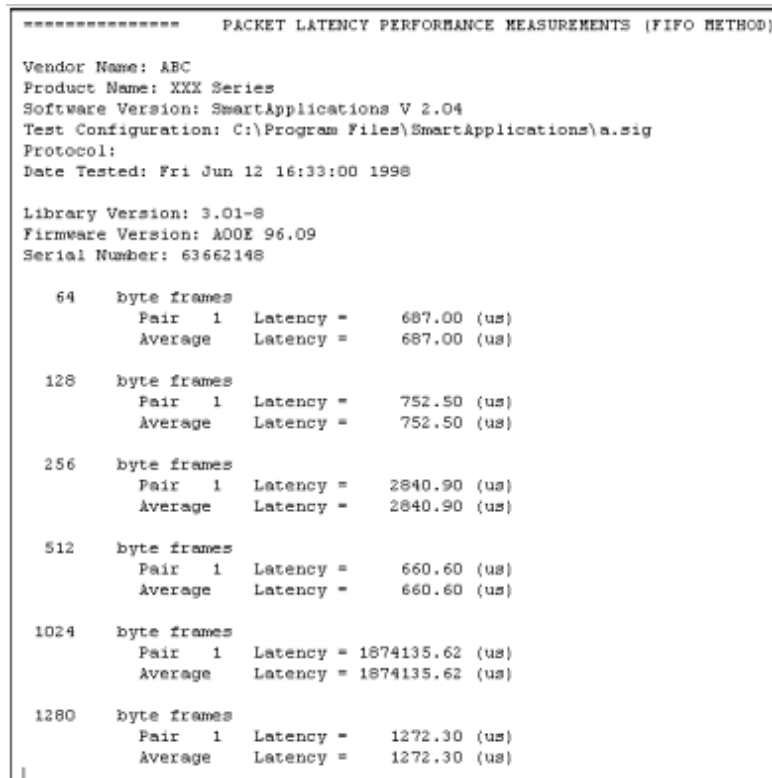 =============== PACKET LATENCY PERFORMANCE MEASUREMENTS (FIFO METHOD)
Vendor Name: ABC
Product Name: XXX Series
Software Version: SmartApplications V 2.04
Test Configuration: C:\Program Files\SmartApplications\a.sig
Protocol:
Date Tested: Fri Jun 12 16:33:00 1998
Library Version: 3.01-8
Firmware Version: A00E 96.09
Serial Number: 63662148
64 byte frames
Pair 1 Latency = 687.00 (us)
Average Latency = 687.00 (us)
128 byte frames
Pair 1 Latency = 752.50 (us)
Average Latency = 752.50 (us)
256 byte frames
Pair 1 Latency = 2840.90 (us)
Average Latency = 2840.90 (us)
512 byte frames
Pair 1 Latency = 660.60 (us)
Average Latency = 660.60 (us)
1024 byte frames
Pair 1 Latency = 1874135.62 (us)
Average Latency = 1874135.62 (us)
1280 byte frames
Pair 1 Latency = 1272.30 (us)
Average Latency = 1272.30 (us)